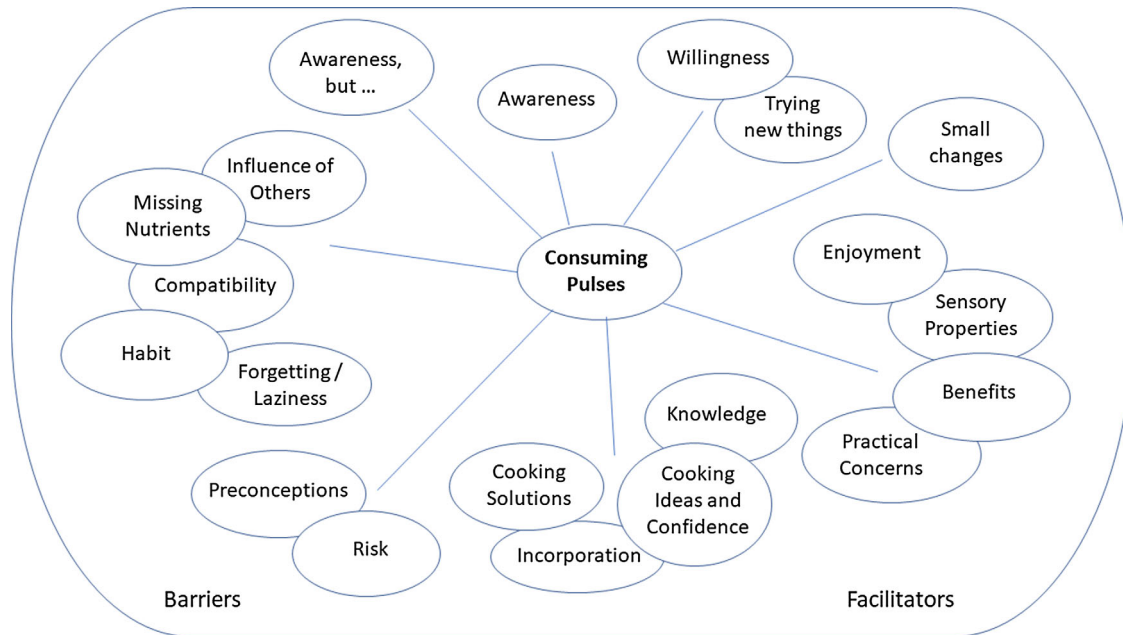 Awareness,
but ...
Awareness
Willingness
Trying
new things
Small
changes
Influence of
Others
Missing
Nutrients
Compatibility
Habit
Forgetting /
Laziness
Consuming
Pulses
Enjoyment
Sensory
Properties
Benefits
Practical
Concerns
Knowledge
Cooking
Ideas and
Confidence
Cooking
Solutions
Incorporation
Preconceptions
Risk
Barriers
Facilitators